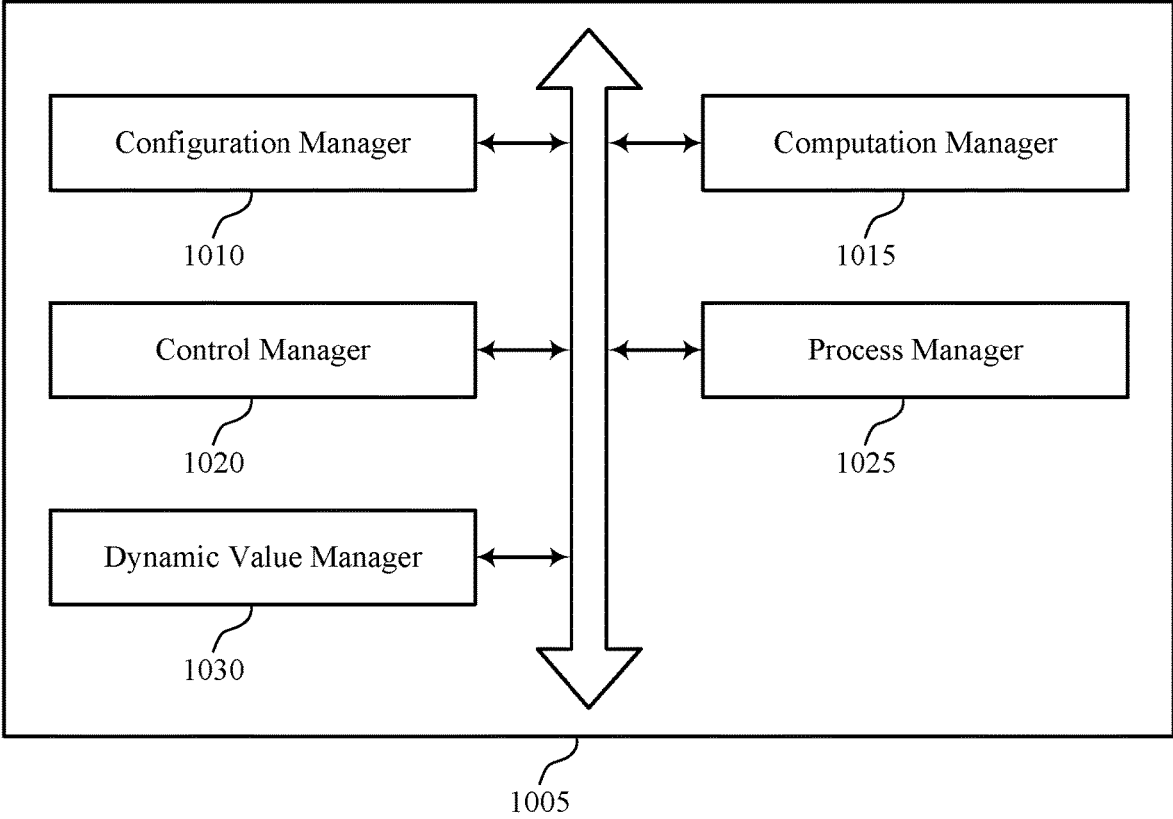 Configuration Manager
Computation Manager
1010
1015
Control Manager
Process Manager
1020
1025
Dynamic Value Manager
1030
1005